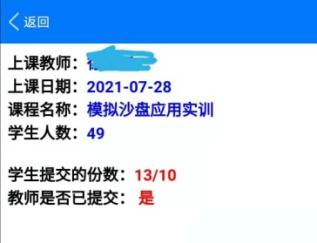 返回
上课教师：
上课日期：2021-07-28
课程名称：模拟沙盘应用实训
学生人数：49
学生提交的份数：13/10
教师是否已提交：是